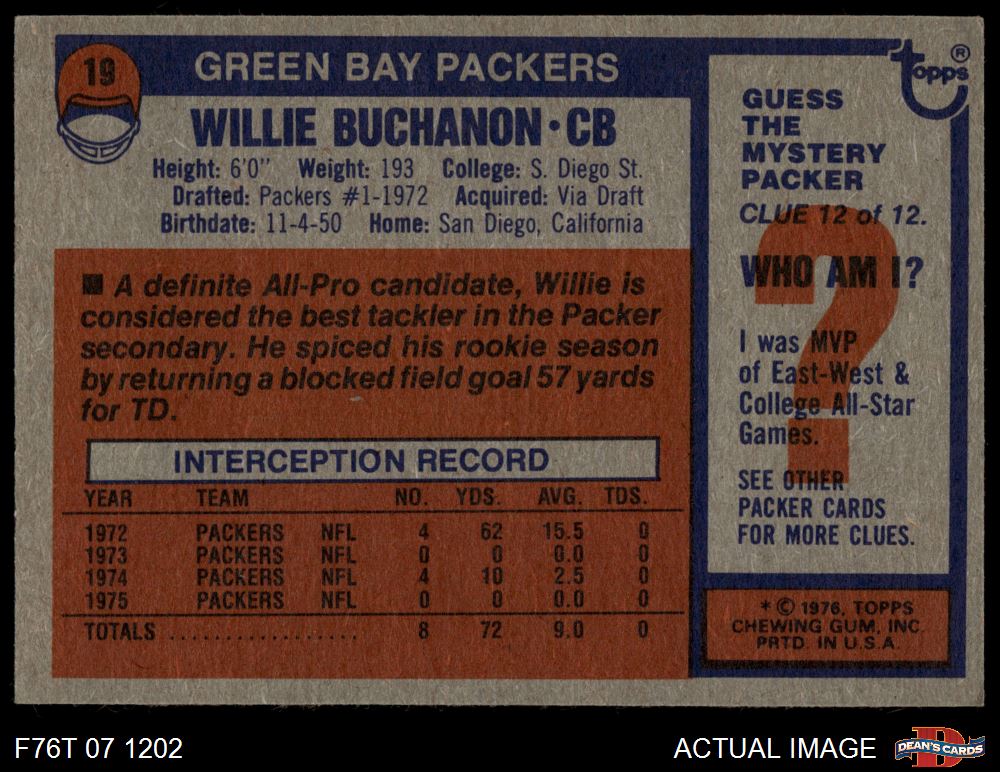 19
GREEN BAY PACKERS
WILLIE BUCHANON • CB
Height: 6'0" Weight: 193 College: S. Diego St.
Drafted: Packers #1-1972 Acquired: Via Draft
Birthdate: 11-4-50 Home: San Diego, California
■ A definite All-Pro candidate, Willie is
considered the best tackler in the Packer
secondary. He spiced his rookie season
by returning a blocked field goal 57 yards
for TD.
INTERCEPTION RECORD
YEAR TEAM NO. YDS. AVG. TDS.
1972 PACKERS NFL 4 62 15.5 0
1973 PACKERS NFL 0 0 0.0 0
1974 PACKERS NFL 4 10 2.5 0
1975 PACKERS NFL 0 0 0.0 0
TOTALS .................. 8 72 9.0 0
Topps ®
GUESS
THE
MYSTERY
PACKER
CLUE 12 of 12.
WHO AM I?
?
I was MVP
of East-West &
College All-Star
Games.
SEE OTHER
PACKER CARDS
FOR MORE CLUES.
* © 1976, TOPPS
CHEWING GUM, INC.
PRTD. IN U.S.A.
F76T 07 1202
ACTUAL IMAGE
D
DEAN'S CARDS